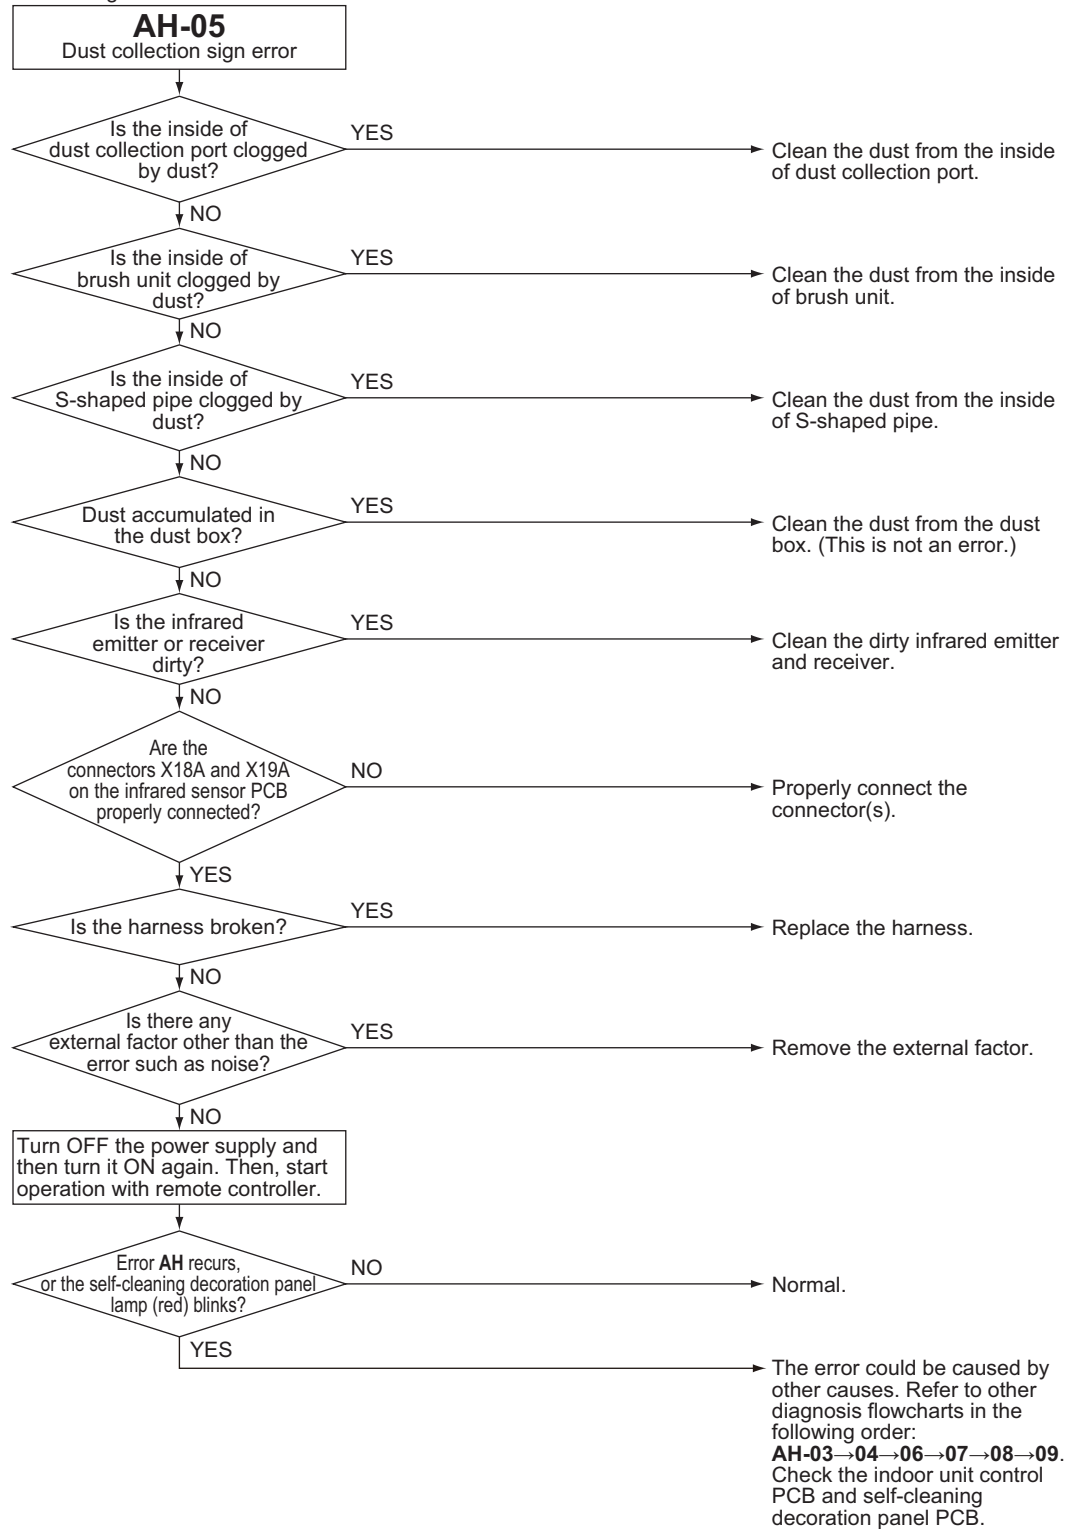 AH-05
Dust collection sign error
Is the inside of
dust collection port clogged
by dust?
YES
Clean the dust from the inside
of dust collection port.
NO
Is the inside of
brush unit clogged by
dust?
YES
Clean the dust from the inside
of brush unit.
NO
Is the inside of
S-shaped pipe clogged by
dust?
YES
Clean the dust from the inside
of S-shaped pipe.
NO
Dust accumulated in
the dust box?
YES
Clean the dust from the dust
box. (This is not an error.)
NO
Is the infrared
emitter or receiver
dirty?
YES
Clean the dirty infrared emitter
and receiver.
NO
Are the
connectors X18A and X19A
on the infrared sensor PCB
properly connected?
NO
Properly connect the
connector(s).
YES
Is the harness broken?
YES
Replace the harness.
NO
Is there any
external factor other than the
error such as noise?
YES
Remove the external factor.
NO
Turn OFF the power supply and
then turn it ON again. Then, start
operation with remote controller.
Error AH recurs,
or the self-cleaning decoration panel
lamp (red) blinks?
NO
Normal.
YES
The error could be caused by
other causes. Refer to other
diagnosis flowcharts in the
following order:
AH-03→04→06→07→08→09.
Check the indoor unit control
PCB and self-cleaning
decoration panel PCB.